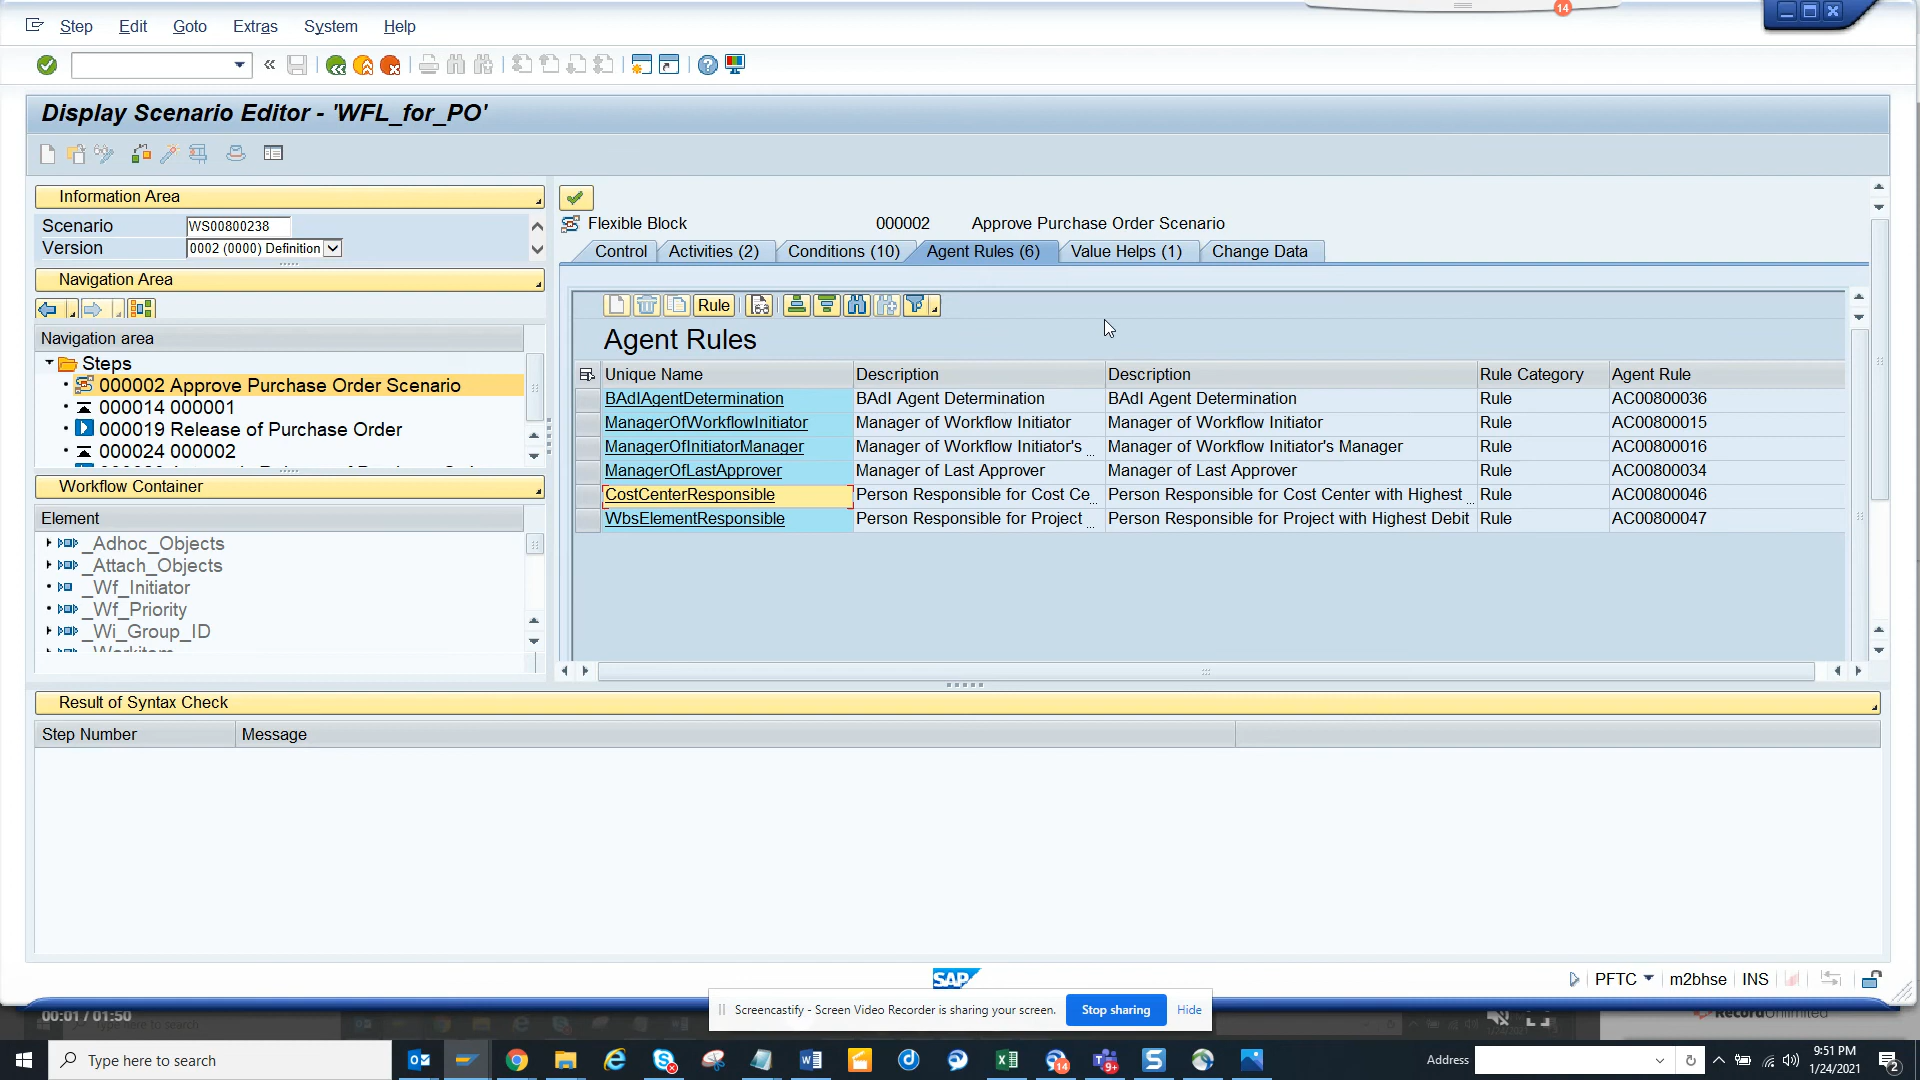 14
Step Edit Goto Extras System Help
Display Scenario Editor - 'WFL_for_PO'
Information Area
Scenario WS00800238
Version 0002 (0000) Definition
Navigation Area
Navigation area
Steps
000002 Approve Purchase Order Scenario
000014 000001
000019 Release of Purchase Order
000024 000002
Workflow Container
Element
_Adhoc_Objects
_Attach_Objects
_Wf_Initiator
_Wf_Priority
_Wi_Group_ID
Flexible Block 000002 Approve Purchase Order Scenario
Control Activities (2) Conditions (10) Agent Rules (6) Value Helps (1) Change Data
Rule
Agent Rules
Unique Name Description Description Rule Category Agent Rule
BAdIAgentDetermination BAdI Agent Determination BAdI Agent Determination Rule AC00800036
ManagerOfWorkflowInitiator Manager of Workflow Initiator Manager of Workflow Initiator Rule AC00800015
ManagerOfInitiatorManager Manager of Workflow Initiator's ... Manager of Workflow Initiator's Manager Rule AC00800016
ManagerOfLastApprover Manager of Last Approver Manager of Last Approver Rule AC00800034
CostCenterResponsible Person Responsible for Cost Ce... Person Responsible for Cost Center with Highest ... Rule AC00800046
WbsElementResponsible Person Responsible for Project ... Person Responsible for Project with Highest Debit Rule AC00800047
Result of Syntax Check
Step Number Message
SAP
PFTC m2bhse INS
Screencastify - Screen Video Recorder is sharing your screen. Stop sharing Hide
00:01 / 01:50
RecordUnlimited
Type here to search
14
9+
Address
9:51 PM
1/24/2021
2